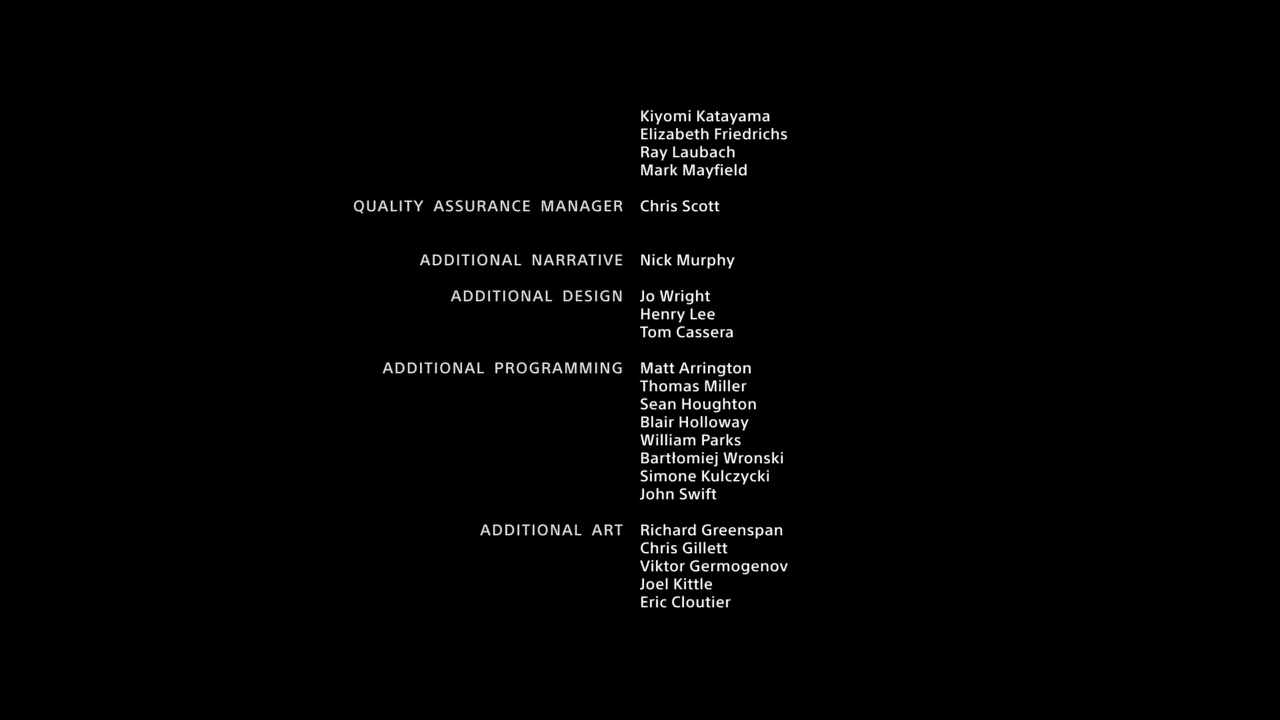 Kiyomi Katayama
Elizabeth Friedrichs
Ray Laubach
Mark Mayfield
QUALITY ASSURANCE MANAGER Chris Scott
ADDITIONAL NARRATIVE Nick Murphy
ADDITIONAL DESIGN Jo Wright
Henry Lee
Tom Cassera
ADDITIONAL PROGRAMMING Matt Arrington
Thomas Miller
Sean Houghton
Blair Holloway
William Parks
Bartłomiej Wronski
Simone Kulczycki
John Swift
ADDITIONAL ART Richard Greenspan
Chris Gillett
Viktor Germogenov
Joel Kittle
Eric Cloutier